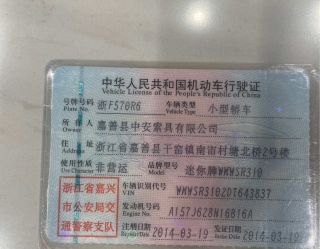 中华人民共和国机动车行驶证
Vehicle License of the People's Republic of China
号牌号码 浙F570R6 车辆类型 小型轿车
Plate No. Vehicle Type
所有人 嘉善县中安索具有限公司
Owner
住址 浙江省嘉善县干窑镇南宙村塘北桥2号楼
Address
使用性质 非营运 品牌型号 迷你牌WMWSR310
Use Character Model
浙江省嘉兴
市公安局交
通警察支队
车辆识别代号 WMWSR3102DT643837
VIN
发动机号码 A157J628N16B16A
Engine No.
注册日期 2014-03-19 发证日期 2014-03-19
Register Date